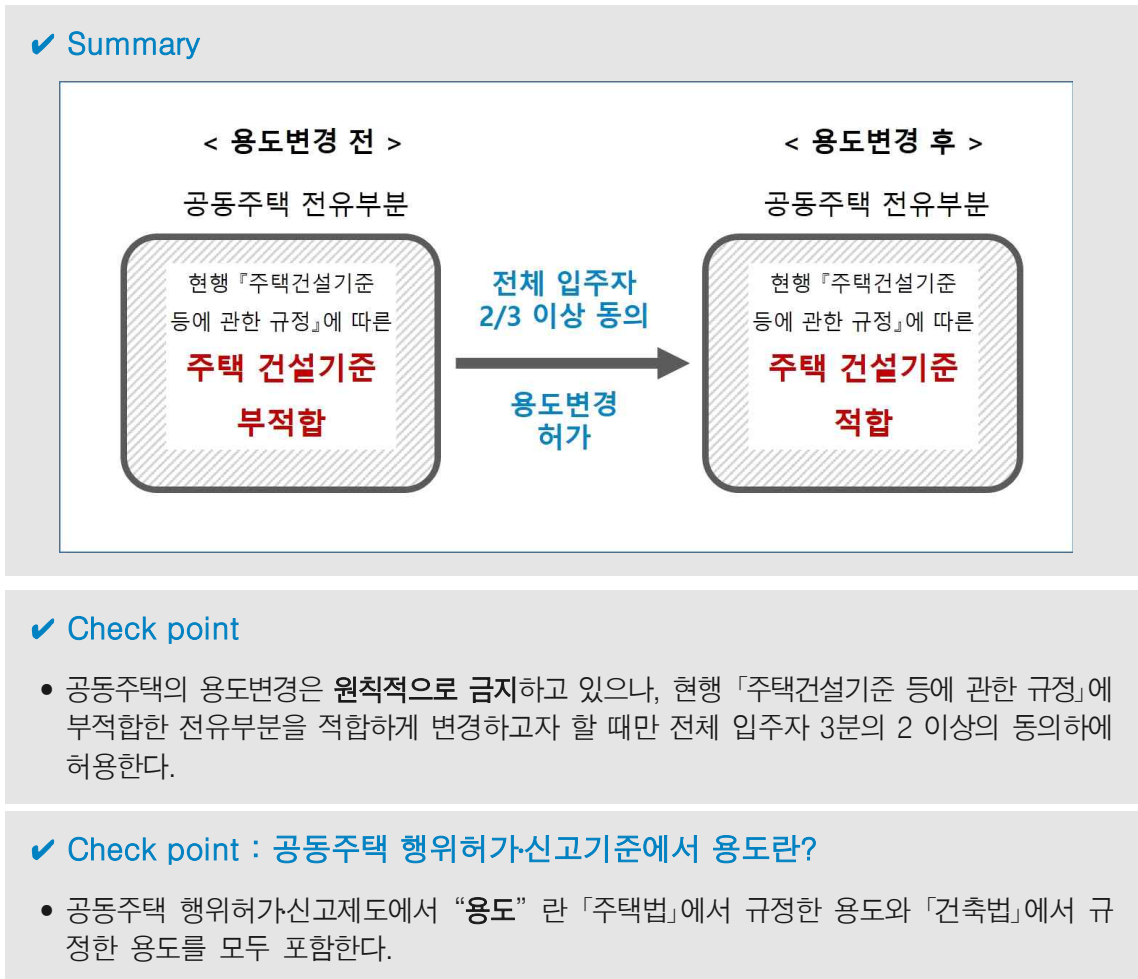 ✔ Summary
< 용도변경 전 >
공동주택 전유부분
현행 『주택건설기준
등에 관한 규정』에 따른
주택 건설기준
부적합
전체 입주자
2/3 이상 동의
용도변경
허가
< 용도변경 후 >
공동주택 전유부분
현행 『주택건설기준
등에 관한 규정』에 따른
주택 건설기준
적합
✔ Check point
• 공동주택의 용도변경은 원칙적으로 금지하고 있으나, 현행 「주택건설기준 등에 관한 규정」에
부적합한 전유부분을 적합하게 변경하고자 할 때만 전체 입주자 3분의 2 이상의 동의하에
허용한다.
✔ Check point : 공동주택 행위허가·신고기준에서 용도란?
• 공동주택 행위허가·신고제도에서 “용도” 란 「주택법」에서 규정한 용도와 「건축법」에서 규
정한 용도를 모두 포함한다.